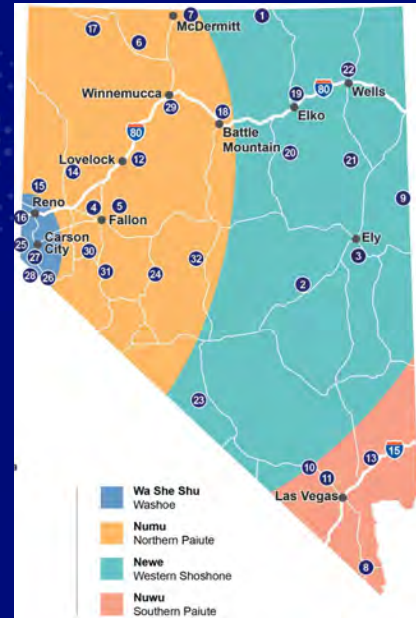 17
6
7
McDermitt
1
22
Wells
80
19
Elko
Winnemucca
29
18
Battle
Mountain
80
Lovelock
12
20
21
14
15
Reno
16
4
5
Fallon
9
Ely
3
25
Carson
City
27
28
26
30
31
24
32
2
23
10
11
13
15
Las Vegas
8
Wa She Shu
Washoe
Numu
Northern Paiute
Newe
Western Shoshone
Nuwu
Southern Paiute